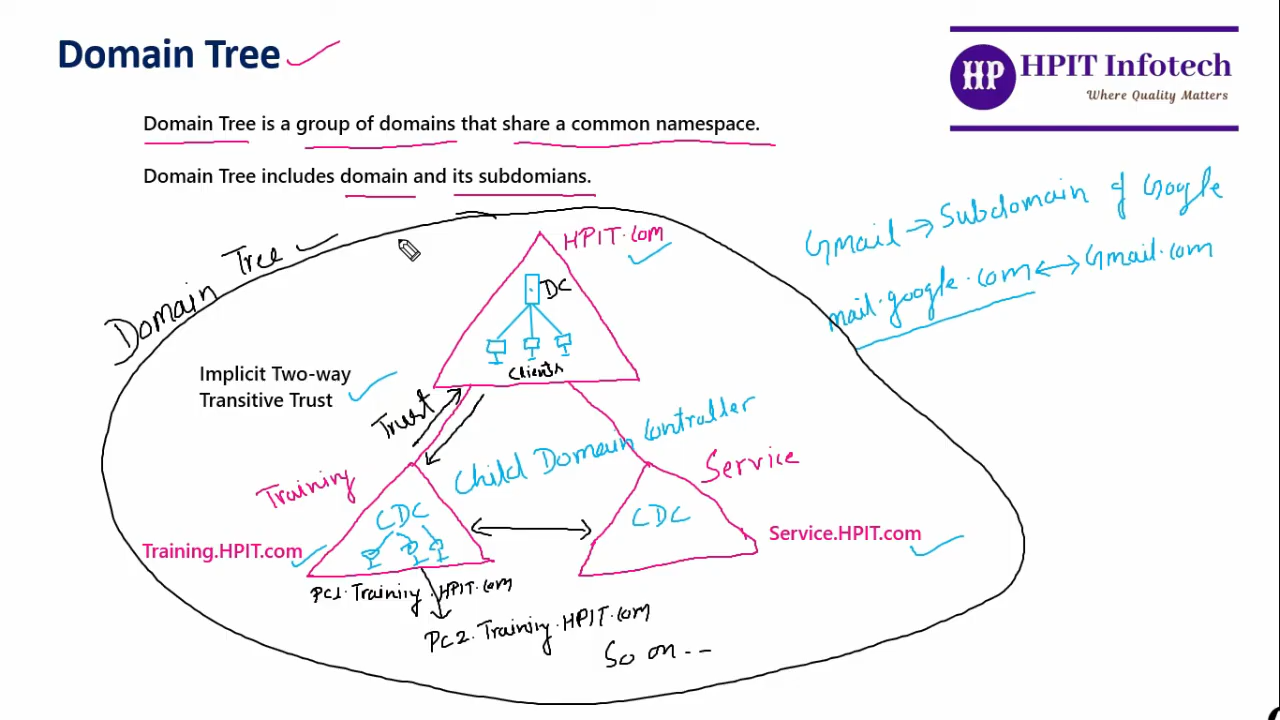 Domain Tree
HP
HPIT Infotech
Where Quality Matters
Domain Tree is a group of domains that share a common namespace.
Domain Tree includes domain and its subdomians.
Gmail → Subdomain of Google
mail.google.com ↔ Gmail.com
Domain Tree
HPIT.com
DC
Clients
Implicit Two-way
Transitive Trust
Trust
Child Domain Controller
Training
Service
CDC
CDC
Training.HPIT.com
Service.HPIT.com
PC1.Training.HPIT.com
PC2.Training.HPIT.com
So on...